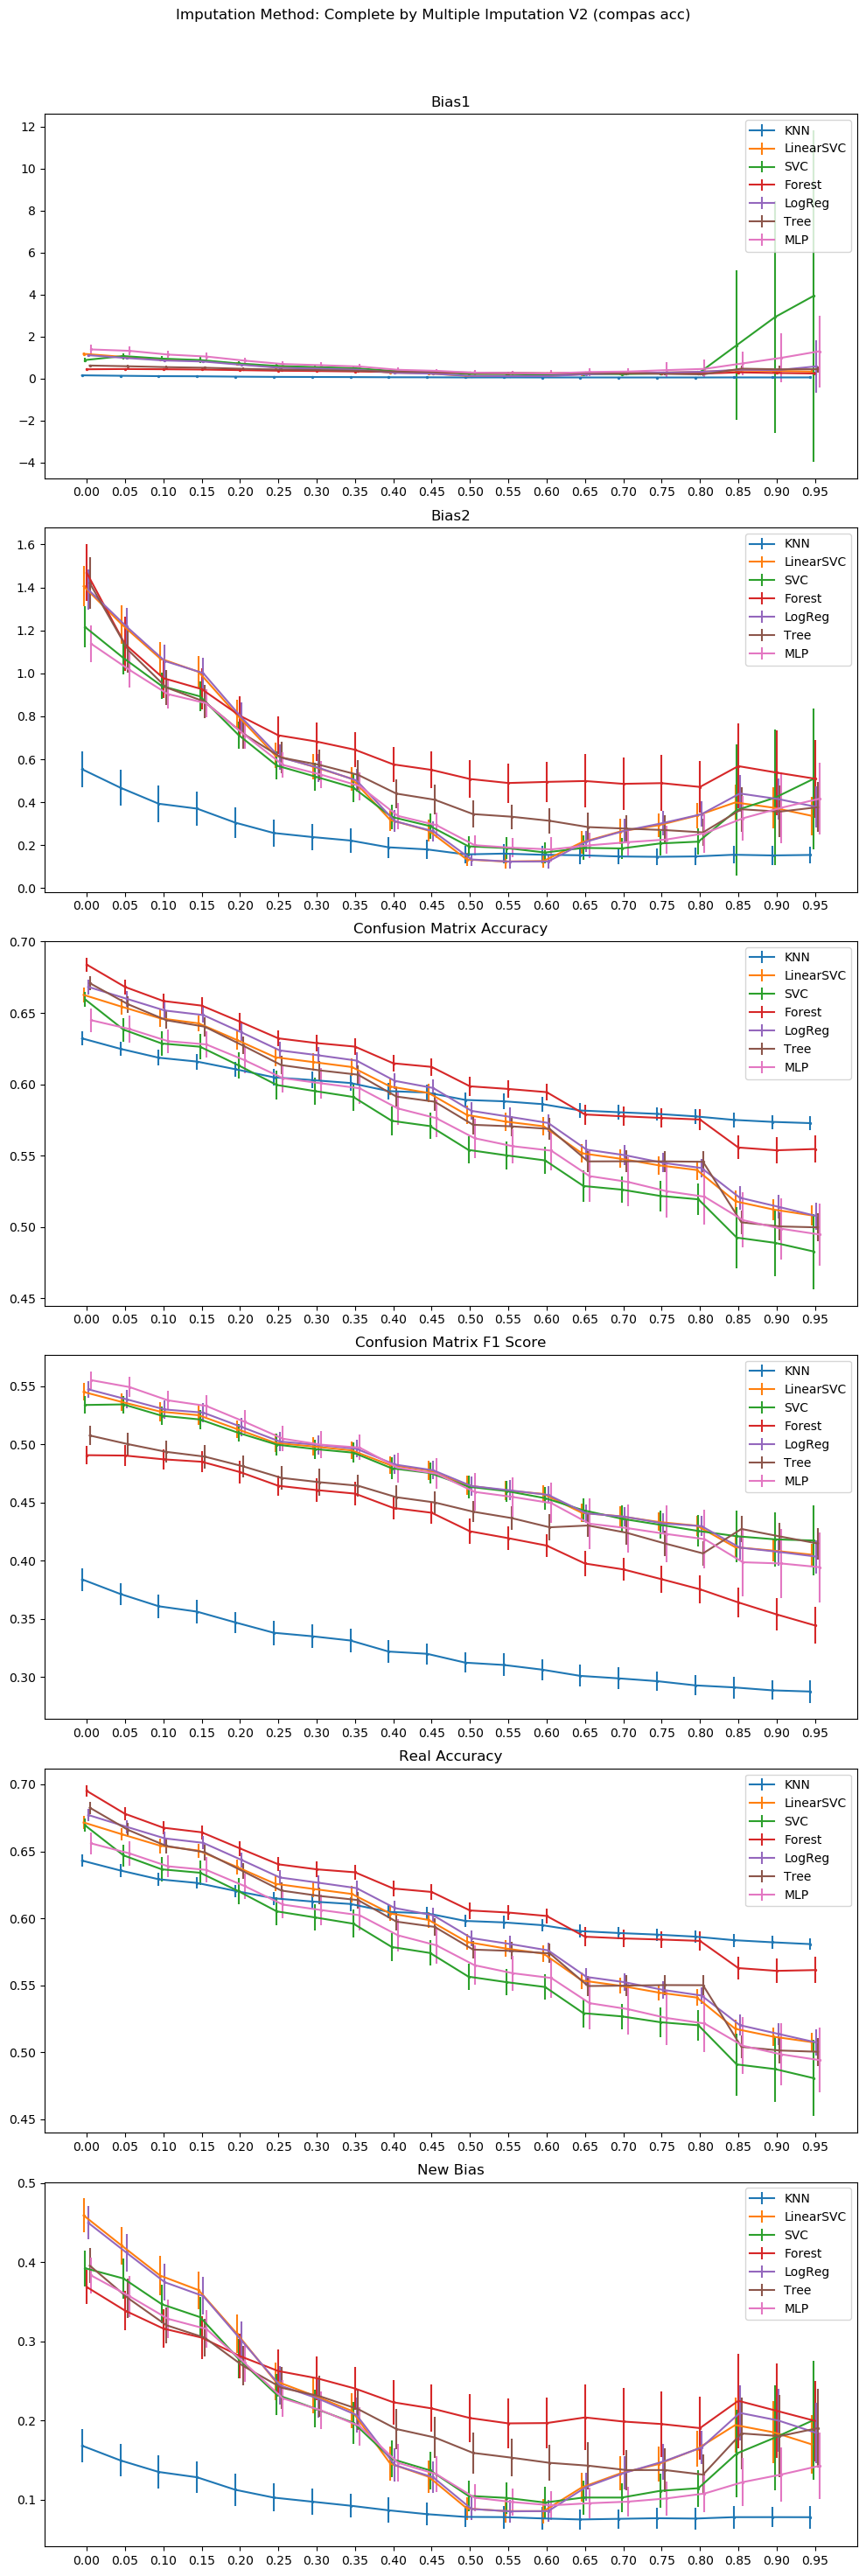 Imputation Method: Complete by Multiple Imputation V2 (compas acc)
Bias1
12
10
8
6
4
2
0
−2
−4
KNN
LinearSVC
SVC
Forest
LogReg
Tree
MLP
0.00 0.05 0.10 0.15 0.20 0.25 0.30 0.35 0.40 0.45 0.50 0.55 0.60 0.65 0.70 0.75 0.80 0.85 0.90 0.95
Bias2
1.6
1.4
1.2
1.0
0.8
0.6
0.4
0.2
0.0
KNN
LinearSVC
SVC
Forest
LogReg
Tree
MLP
0.00 0.05 0.10 0.15 0.20 0.25 0.30 0.35 0.40 0.45 0.50 0.55 0.60 0.65 0.70 0.75 0.80 0.85 0.90 0.95
Confusion Matrix Accuracy
0.70
0.65
0.60
0.55
0.50
0.45
KNN
LinearSVC
SVC
Forest
LogReg
Tree
MLP
0.00 0.05 0.10 0.15 0.20 0.25 0.30 0.35 0.40 0.45 0.50 0.55 0.60 0.65 0.70 0.75 0.80 0.85 0.90 0.95
Confusion Matrix F1 Score
0.55
0.50
0.45
0.40
0.35
0.30
KNN
LinearSVC
SVC
Forest
LogReg
Tree
MLP
0.00 0.05 0.10 0.15 0.20 0.25 0.30 0.35 0.40 0.45 0.50 0.55 0.60 0.65 0.70 0.75 0.80 0.85 0.90 0.95
Real Accuracy
0.70
0.65
0.60
0.55
0.50
0.45
KNN
LinearSVC
SVC
Forest
LogReg
Tree
MLP
0.00 0.05 0.10 0.15 0.20 0.25 0.30 0.35 0.40 0.45 0.50 0.55 0.60 0.65 0.70 0.75 0.80 0.85 0.90 0.95
New Bias
0.5
0.4
0.3
0.2
0.1
KNN
LinearSVC
SVC
Forest
LogReg
Tree
MLP
0.00 0.05 0.10 0.15 0.20 0.25 0.30 0.35 0.40 0.45 0.50 0.55 0.60 0.65 0.70 0.75 0.80 0.85 0.90 0.95